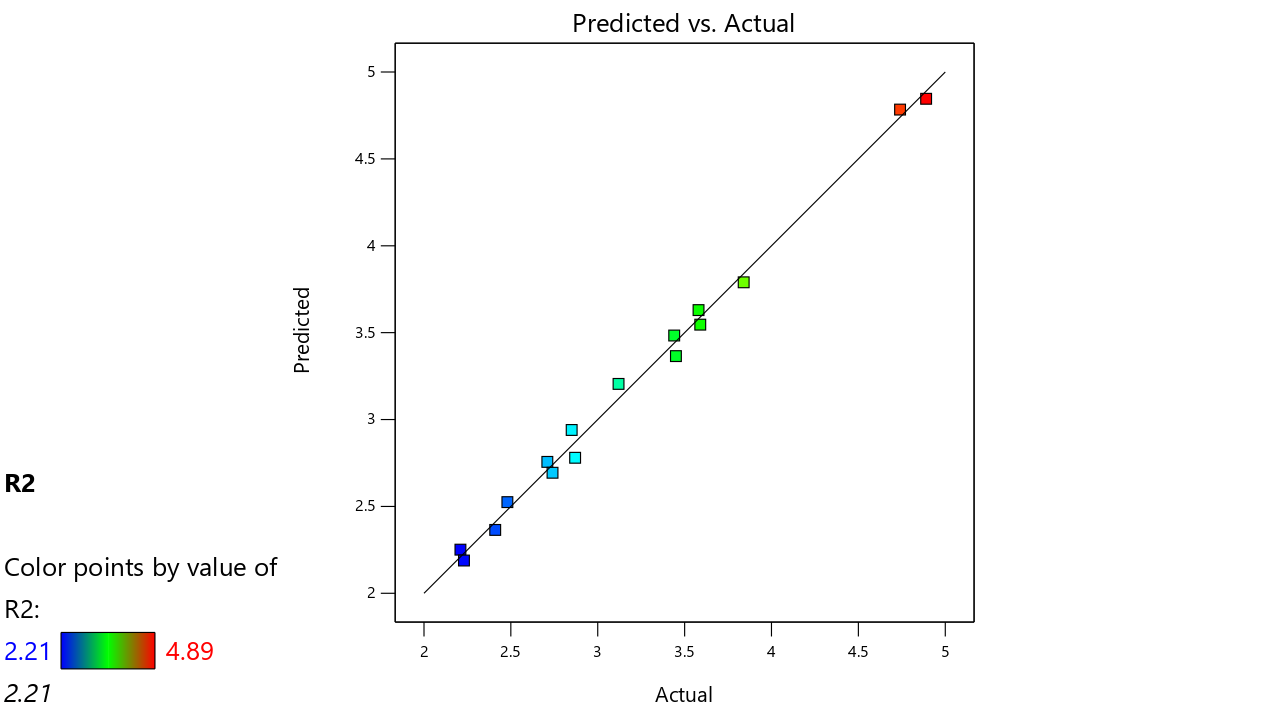 Predicted vs. Actual
5
4.5
4
3.5
3
2.5
2
Predicted
2 2.5 3 3.5 4 4.5 5
Actual
R2
Color points by value of
R2:
2.21 4.89
2.21